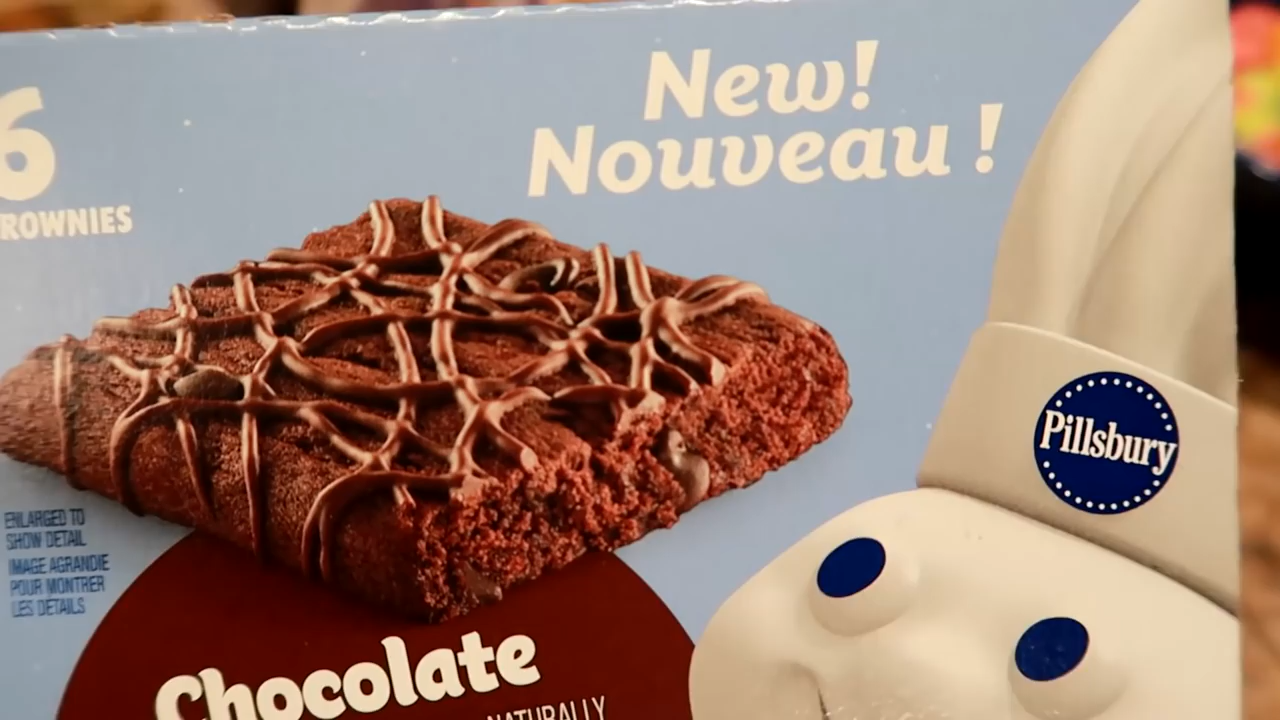 New!
Nouveau !
6
ROWNIES
Pillsbury
ENLARGED TO
SHOW DETAIL
IMAGE AGRANDIE
POUR MONTRER
LES DÉTAILS
Chocolate
NATURALLY